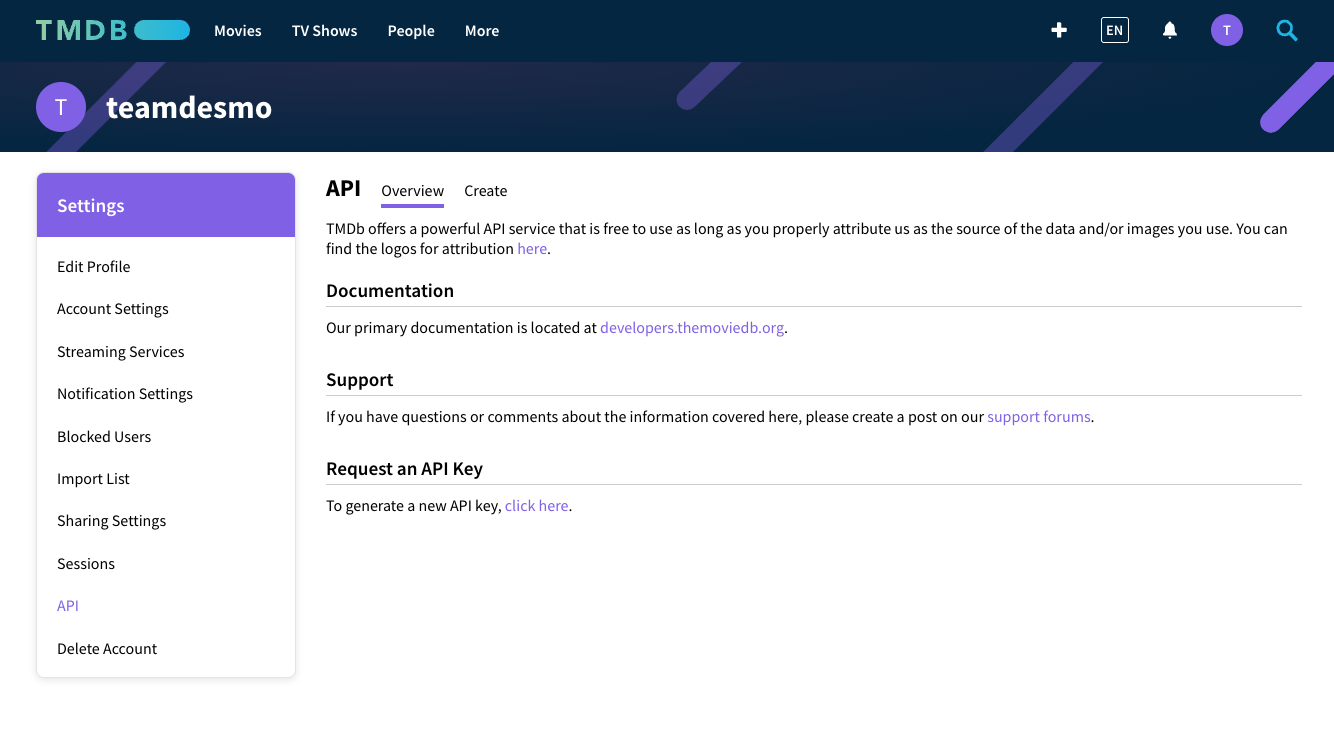 TMDB Movies TV Shows People More EN T
T teamdesmo
Settings
Edit Profile
Account Settings
Streaming Services
Notification Settings
Blocked Users
Import List
Sharing Settings
Sessions
API
Delete Account
API Overview Create
TMDb offers a powerful API service that is free to use as long as you properly attribute us as the source of the data and/or images you use. You can
find the logos for attribution here.
Documentation
Our primary documentation is located at developers.themoviedb.org.
Support
If you have questions or comments about the information covered here, please create a post on our support forums.
Request an API Key
To generate a new API key, click here.